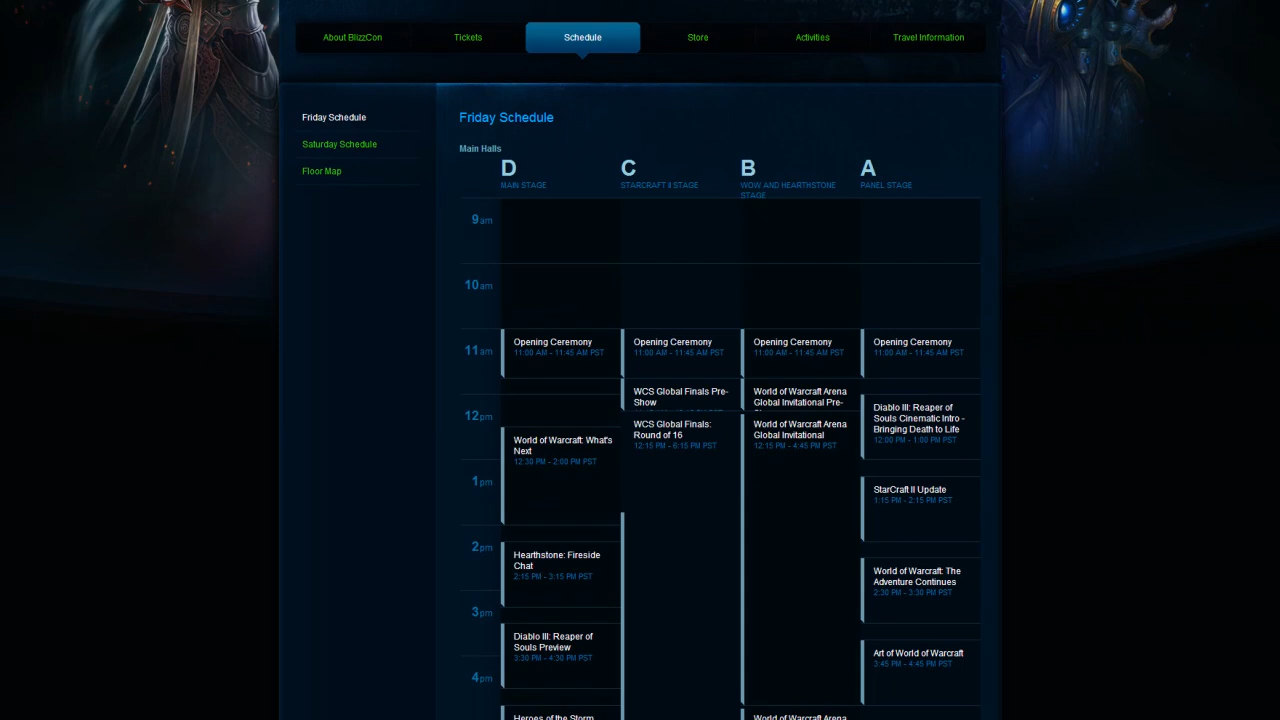 About BlizzCon
Tickets
Schedule
Store
Activities
Travel Information
Friday Schedule
Saturday Schedule
Floor Map
Friday Schedule
Main Halls
D
MAIN STAGE
C
STARCRAFT II STAGE
B
WOW AND HEARTHSTONE
STAGE
A
PANEL STAGE
9am
10am
11am
12pm
1pm
2pm
3pm
4pm
Opening Ceremony
11:00 AM - 11:45 AM PST
World of Warcraft: What's
Next
12:30 PM - 2:00 PM PST
Hearthstone: Fireside
Chat
2:15 PM - 3:15 PM PST
Diablo III: Reaper of
Souls Preview
3:30 PM - 4:30 PM PST
Heroes of the Storm
Opening Ceremony
11:00 AM - 11:45 AM PST
WCS Global Finals Pre-
Show
WCS Global Finals:
Round of 16
12:15 PM - 6:15 PM PST
Opening Ceremony
11:00 AM - 11:45 AM PST
World of Warcraft Arena
Global Invitational Pre-
World of Warcraft Arena
Global Invitational
12:15 PM - 4:45 PM PST
World of Warcraft Arena
Opening Ceremony
11:00 AM - 11:45 AM PST
Diablo III: Reaper of
Souls Cinematic Intro -
Bringing Death to Life
12:00 PM - 1:00 PM PST
StarCraft II Update
1:15 PM - 2:15 PM PST
World of Warcraft: The
Adventure Continues
2:30 PM - 3:30 PM PST
Art of World of Warcraft
3:45 PM - 4:45 PM PST